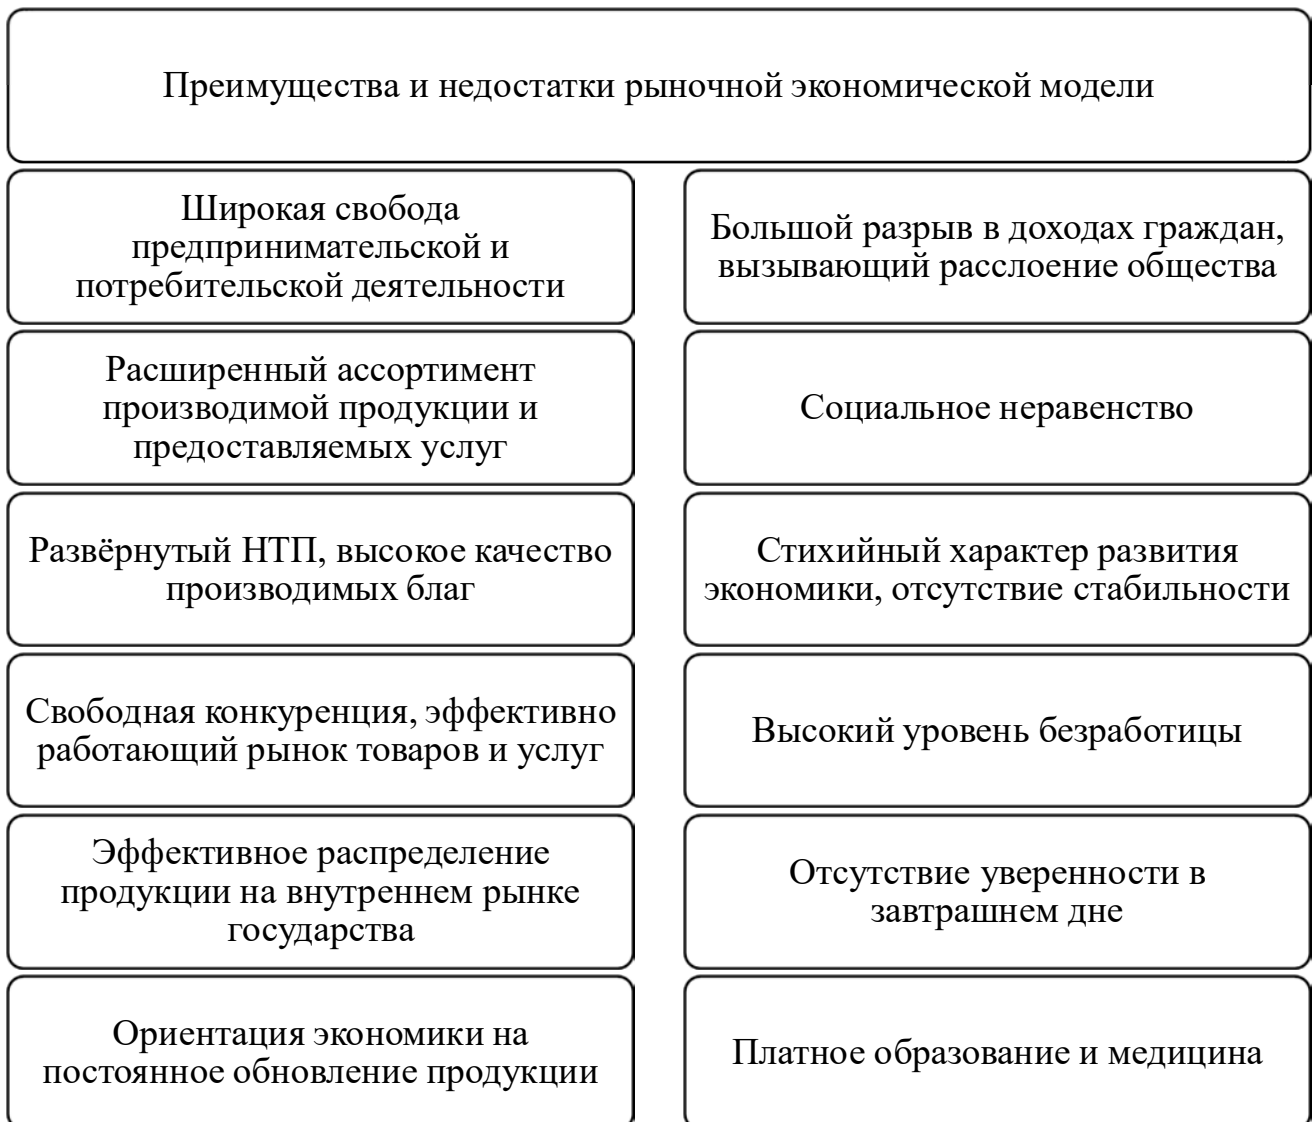 Преимущества и недостатки рыночной экономической модели
Широкая свобода
предпринимательской и
потребительской деятельности
Большой разрыв в доходах граждан,
вызывающий расслоение общества
Расширенный ассортимент
производимой продукции и
предоставляемых услуг
Социальное неравенство
Развёрнутый НТП, высокое качество
производимых благ
Стихийный характер развития
экономики, отсутствие стабильности
Свободная конкуренция, эффективно
работающий рынок товаров и услуг
Высокий уровень безработицы
Эффективное распределение
продукции на внутреннем рынке
государства
Отсутствие уверенности в
завтрашнем дне
Ориентация экономики на
постоянное обновление продукции
Платное образование и медицина